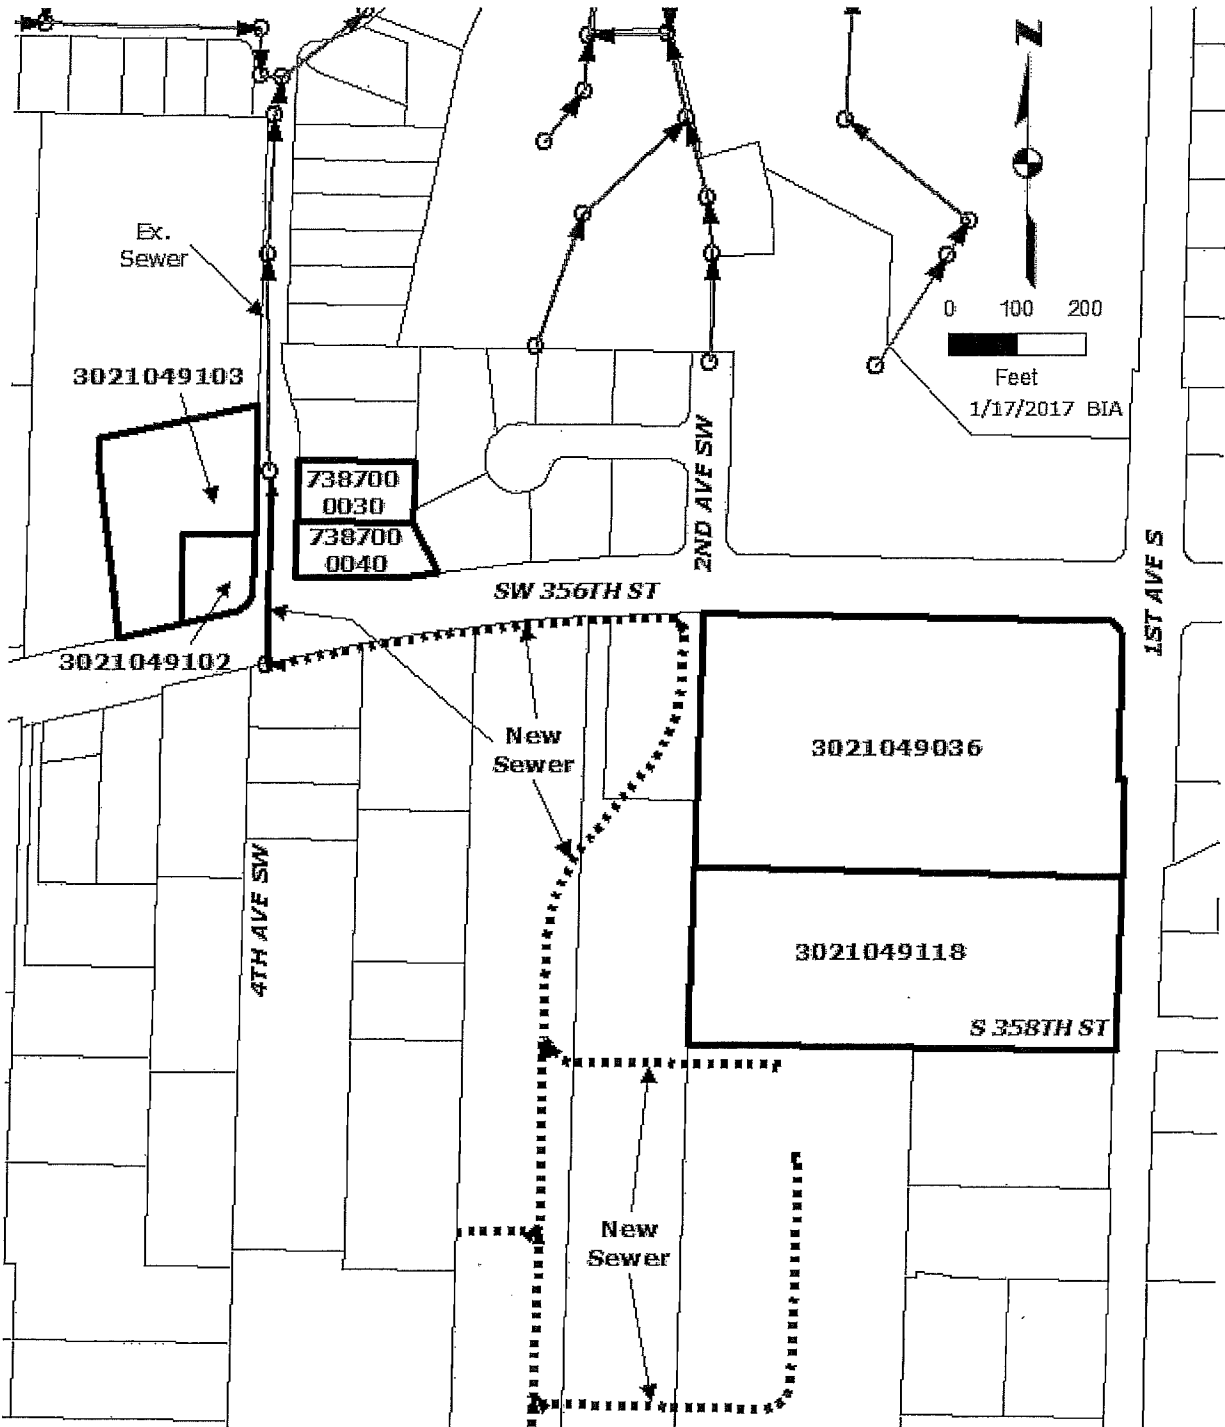 N
Ex.
Sewer
0 100 200
Feet
1/17/2017 BIA
3021049103
738700
0030
738700
0040
2ND AVE SW
1ST AVE S
SW 356TH ST
3021049102
New
Sewer
3021049036
4TH AVE SW
3021049118
S 358TH ST
New
Sewer